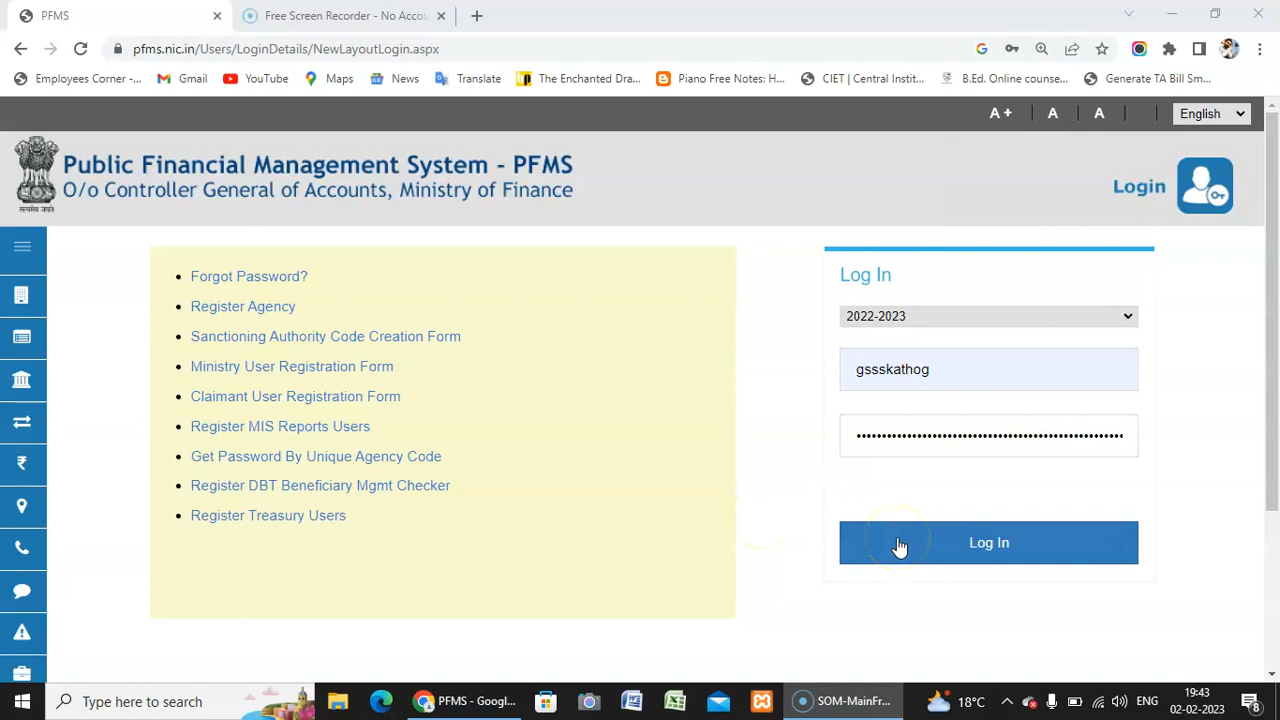 PFMS
Free Screen Recorder - No Accou
pfms.nic.in/Users/LoginDetails/NewLayoutLogin.aspx
Employees Corner -...
Gmail
YouTube
Maps
News
Translate
The Enchanted Dra...
Piano Free Notes: H...
CIET | Central Instit...
B.Ed. Online counse...
Generate TA Bill Sm...
A +
A
A
English
Public Financial Management System - PFMS
O/o Controller General of Accounts, Ministry of Finance
सत्यमेव जयते
Login
Forgot Password?
Register Agency
Sanctioning Authority Code Creation Form
Ministry User Registration Form
Claimant User Registration Form
Register MIS Reports Users
Get Password By Unique Agency Code
Register DBT Beneficiary Mgmt Checker
Register Treasury Users
Log In
2022-2023
gssskathog
Log In
Type here to search
PFMS - Googl...
SOM-MainFr...
18°C
ENG
19:43
02-02-2023
8